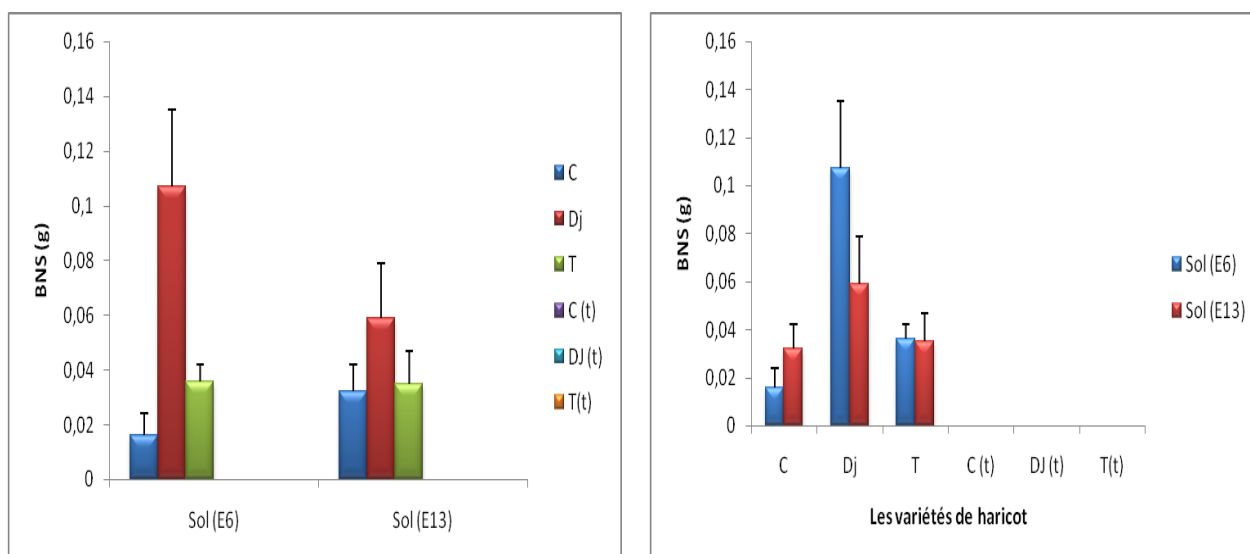 0,16
0,14
0,12
0,1
0,08
0,06
0,04
0,02
0
BNS (g)
Sol (E6)
Sol (E13)
C
Dj
T
C (t)
DJ (t)
T(t)
0,16
0,14
0,12
0,1
0,08
0,06
0,04
0,02
0
BNS (g)
C
Dj
T
C (t)
DJ (t)
T(t)
Les variétés de haricot
Sol (E6)
Sol (E13)